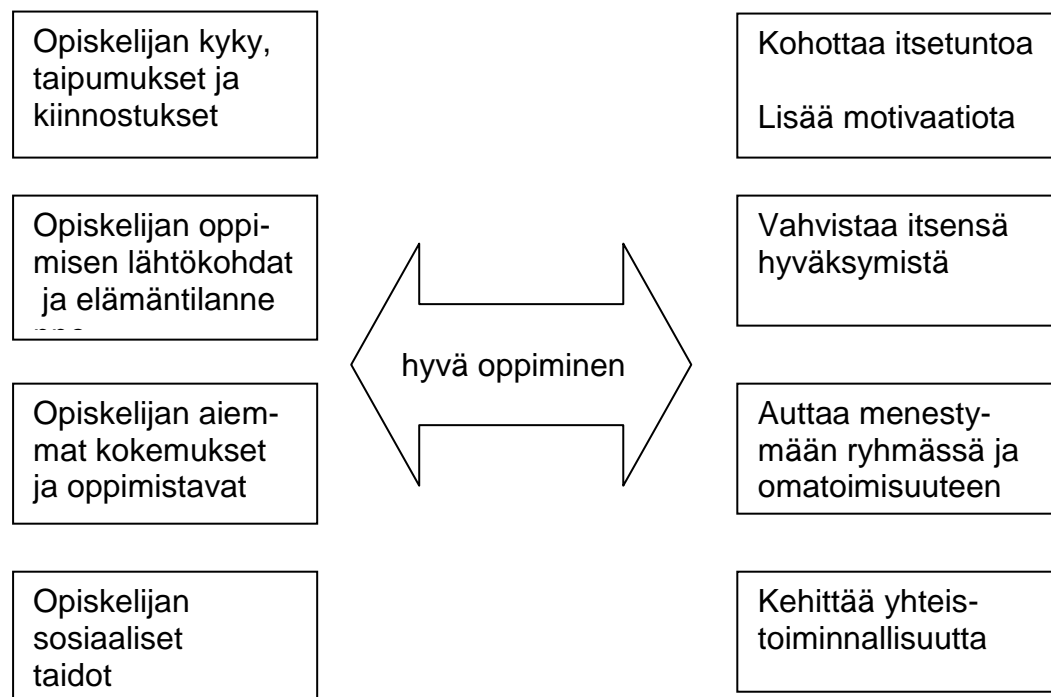 Opiskelijan kyky,
taipumukset ja
kiinnostukset
Opiskelijan oppi-
misen lähtökohdat
ja elämäntilanne
Opiskelijan aiem-
mat kokemukset
ja oppimistavat
Opiskelijan
sosiaaliset
taidot
hyvä oppiminen
Kohottaa itsetuntoa
Lisää motivaatiota
Vahvistaa itsensä
hyväksymistä
Auttaa menesty-
mään ryhmässä ja
omatoimisuuteen
Kehittää yhteis-
toiminnallisuutta